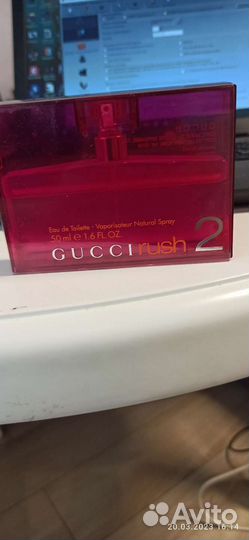 Eau de Toilette - Vaporisateur Natural Spray
50 ml e 1.6 FL.OZ.
GUCCI rush 2
Avito
20.03.2023 16:14